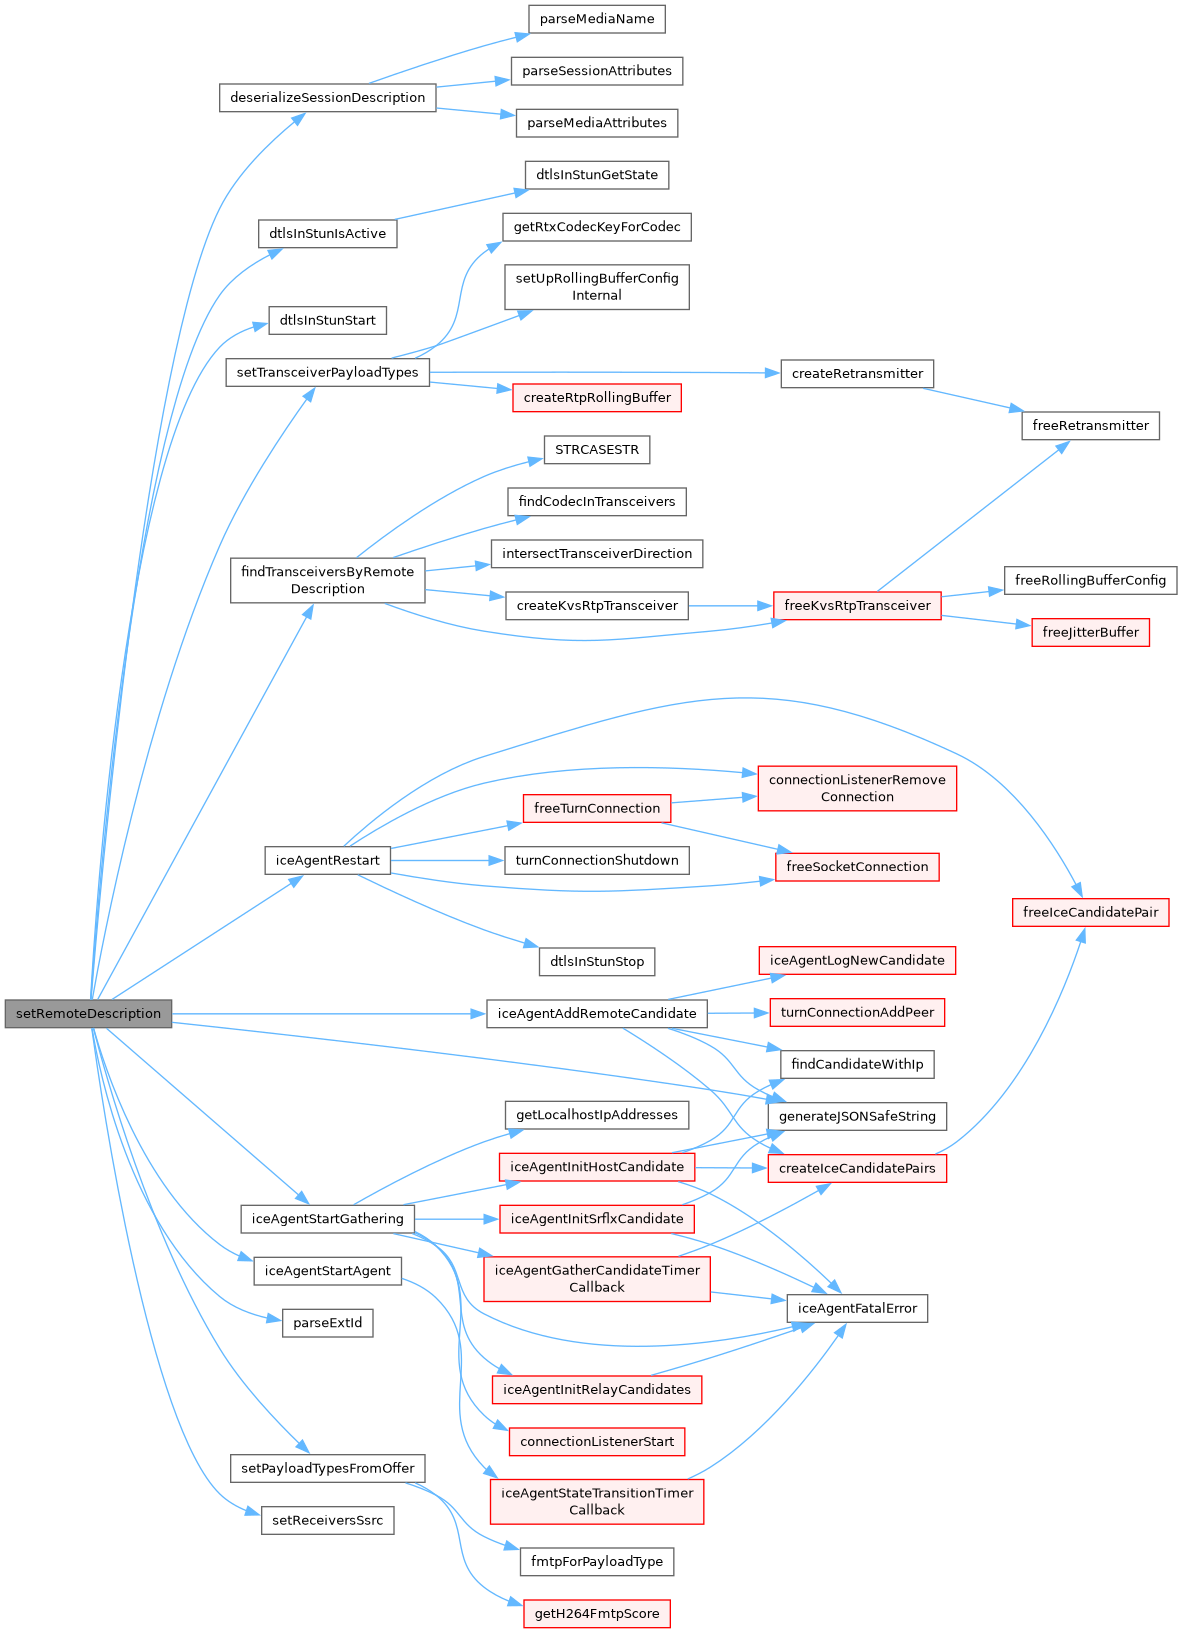 parseMediaName
parseSessionAttributes
deserializeSessionDescription
parseMediaAttributes
dtlsInStunGetState
getRtxCodecKeyForCodec
dtlsInStunIsActive
setUpRollingBufferConfig
Internal
dtlsInStunStart
setTransceiverPayloadTypes
createRetransmitter
createRtpRollingBuffer
freeRetransmitter
STRCASESTR
findCodecInTransceivers
intersectTransceiverDirection
findTransceiversByRemote
Description
freeRollingBufferConfig
createKvsRtpTransceiver
freeKvsRtpTransceiver
freeJitterBuffer
connectionListenerRemove
Connection
freeTurnConnection
iceAgentRestart
turnConnectionShutdown
freeSocketConnection
freeIceCandidatePair
dtlsInStunStop
iceAgentLogNewCandidate
setRemoteDescription
iceAgentAddRemoteCandidate
turnConnectionAddPeer
findCandidateWithIp
getLocalhostIpAddresses
generateJSONSafeString
iceAgentInitHostCandidate
createIceCandidatePairs
iceAgentStartGathering
iceAgentInitSrflxCandidate
iceAgentStartAgent
iceAgentGatherCandidateTimer
Callback
iceAgentFatalError
parseExtId
iceAgentInitRelayCandidates
connectionListenerStart
setPayloadTypesFromOffer
iceAgentStateTransitionTimer
Callback
setReceiversSsrc
fmtpForPayloadType
getH264FmtpScore